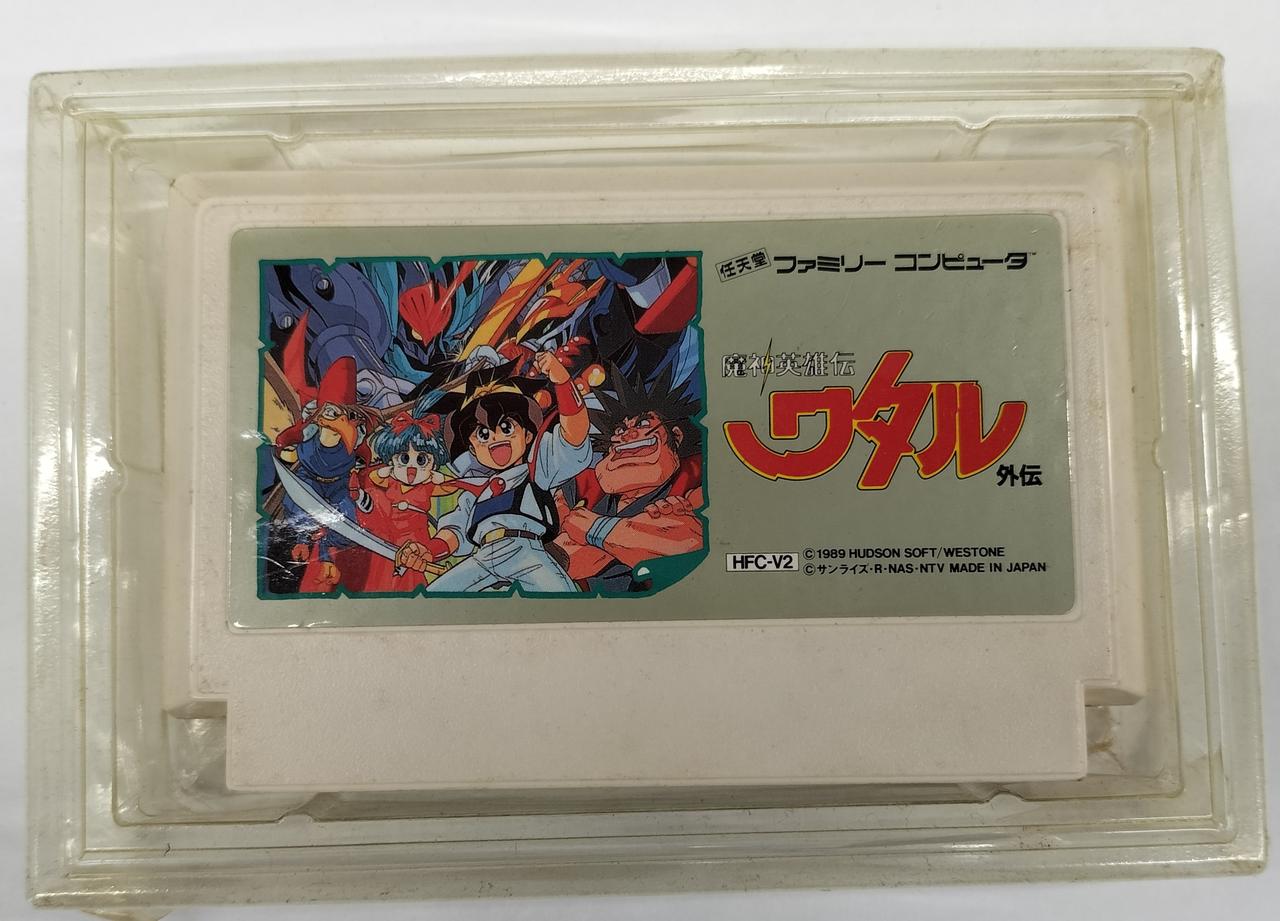 任天堂 ファミリー コンピュータ™
魔神英雄伝
ワタル
外伝
HFC-V2 ©1989 HUDSON SOFT/WESTONE
©サンライズ・R・NAS・NTV MADE IN JAPAN